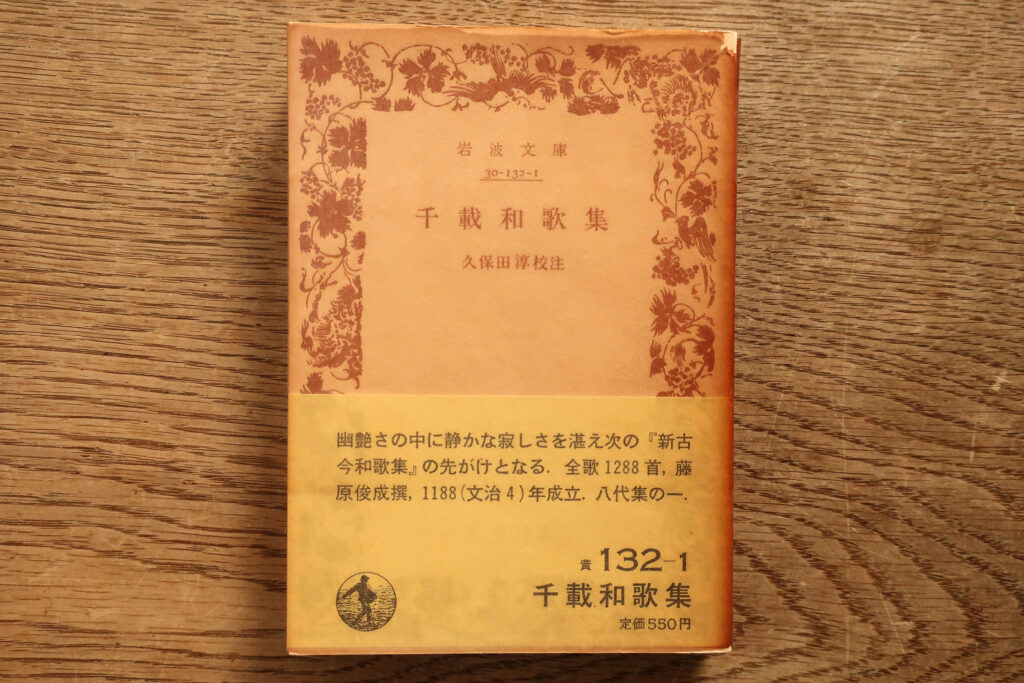 岩波文庫
30-132-1
千載和歌集
久保田淳校注
幽艶さの中に静かな寂しさを湛え次の『新古
今和歌集』の先がけとなる. 全歌1288首, 藤
原俊成撰, 1188(文治4)年成立. 八代集の一.
黄 132-1
千載和歌集
定価550円